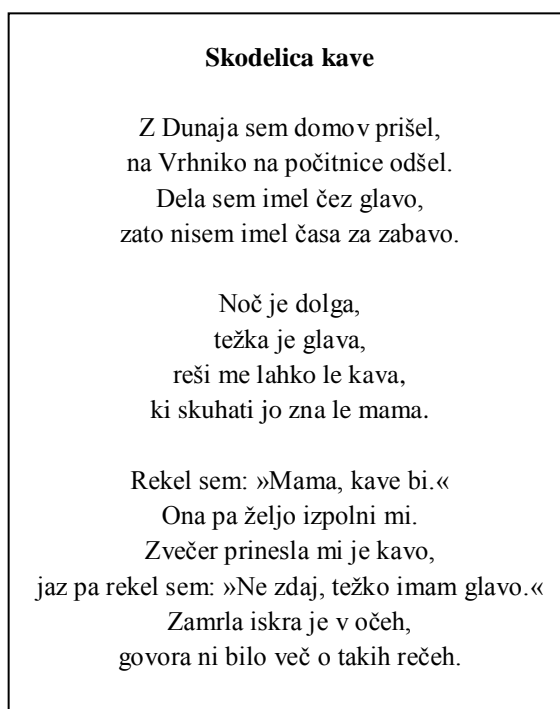 Skodelica kave
Z Dunaja sem domov prišel,
na Vrhniko na počitnice odšel.
Dela sem imel čez glavo,
zato nisem imel časa za zabavo.
Noč je dolga,
težka je glava,
reši me lahko le kava,
ki skuhati jo zna le mama.
Rekel sem: »Mama, kave bi.«
Ona pa željo izpolni mi.
Zvečer prinesla mi je kavo,
jaz pa rekel sem: »Ne zdaj, težko imam glavo.«
Zamrla iskra je v očeh,
govora ni bilo več o takih rečeh.